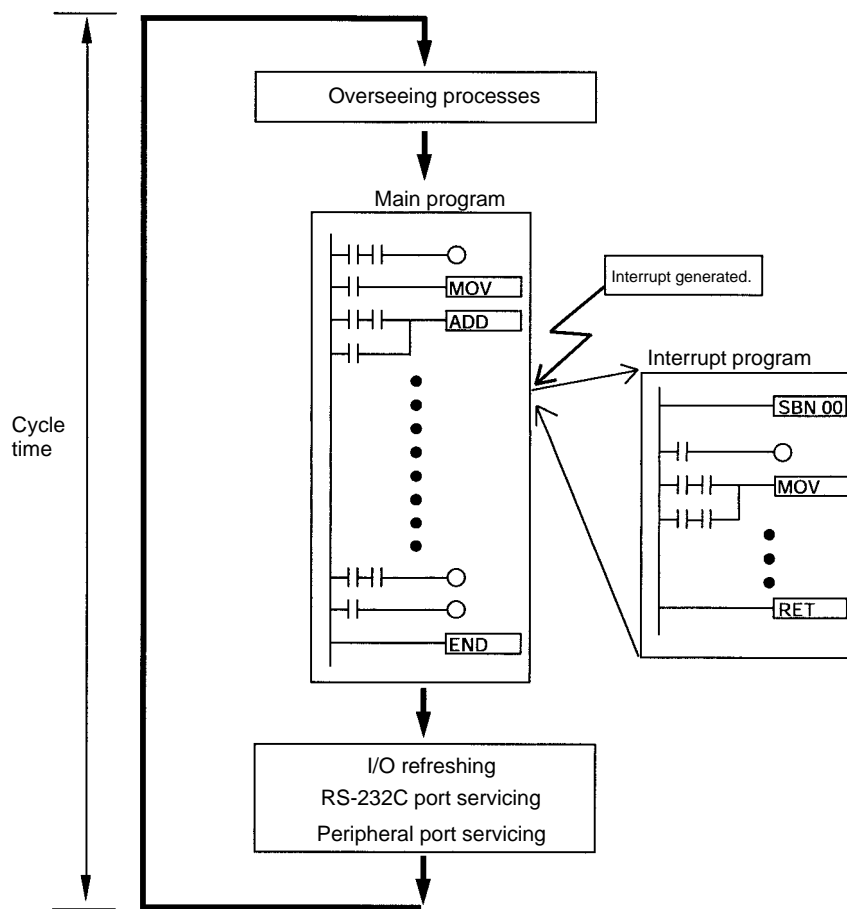 Overseeing processes
Main program
MOV
ADD
END
Interrupt generated.
Interrupt program
SBN 00
MOV
RET
Cycle
time
I/O refreshing
RS-232C port servicing
Peripheral port servicing